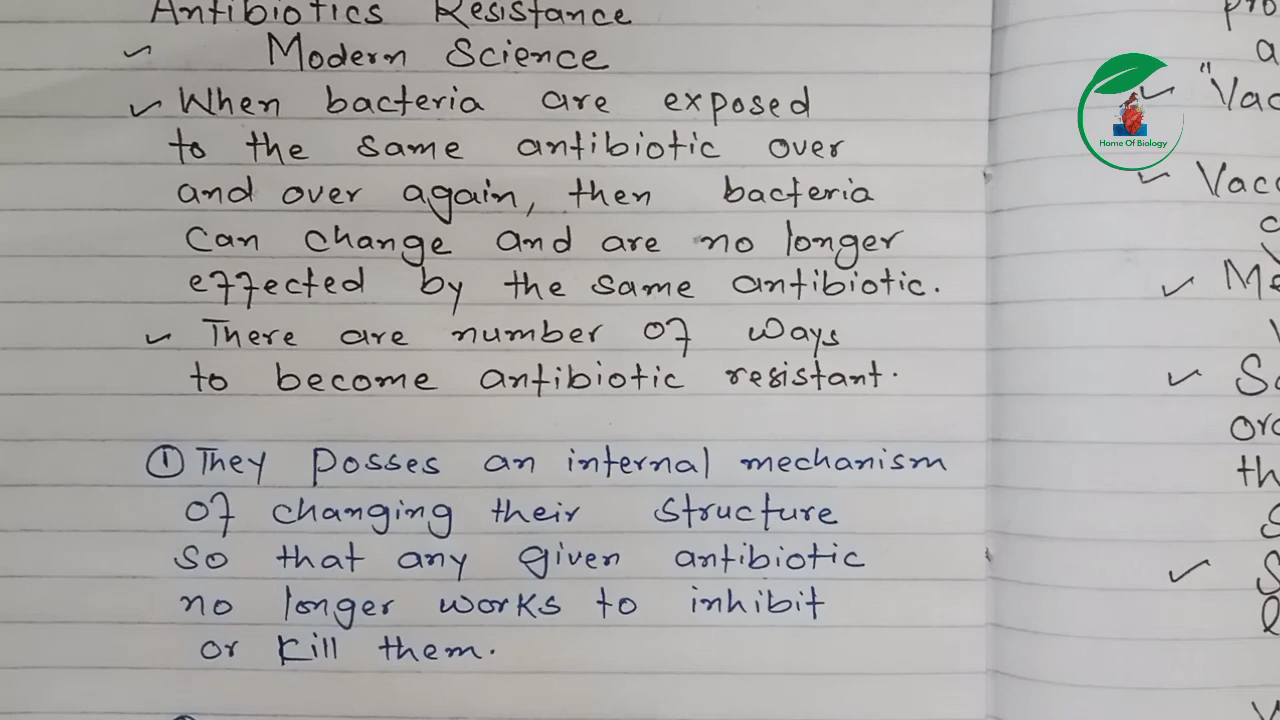 Antibiotics Resistance
Modern Science
When bacteria are exposed
to the same antibiotic over
and over again, then bacteria
can change and are no longer
effected by the same antibiotic.
There are number of ways
to become antibiotic resistant.
① They posses an internal mechanism
of changing their structure
so that any given antibiotic
no longer works to inhibit
or kill them.
Home Of Biology